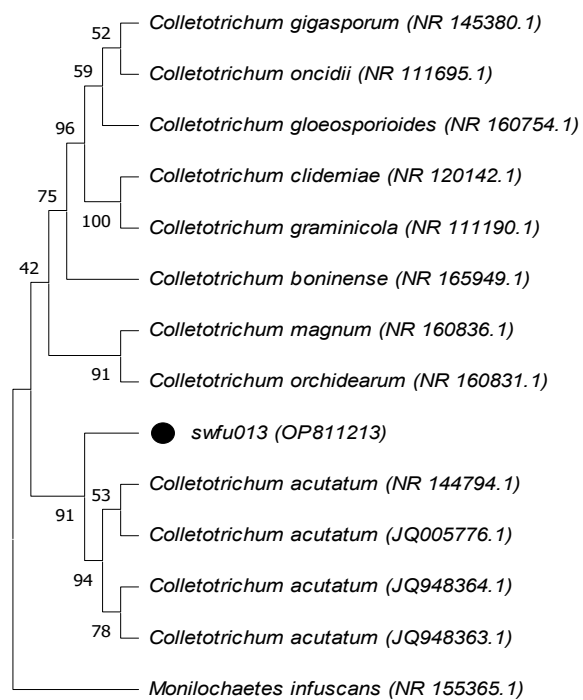 52
Colletotrichum gigasporum (NR 145380.1)
59
Colletotrichum oncidii (NR 111695.1)
96
Colletotrichum gloeosporioides (NR 160754.1)
75
Colletotrichum clidemiae (NR 120142.1)
100
Colletotrichum graminicola (NR 111190.1)
42
Colletotrichum boninense (NR 165949.1)
Colletotrichum magnum (NR 160836.1)
91
Colletotrichum orchidearum (NR 160831.1)
swfu013 (OP811213)
91
53
Colletotrichum acutatum (NR 144794.1)
Colletotrichum acutatum (JQ005776.1)
94
Colletotrichum acutatum (JQ948364.1)
78
Colletotrichum acutatum (JQ948363.1)
Monilochaetes infuscans (NR 155365.1)